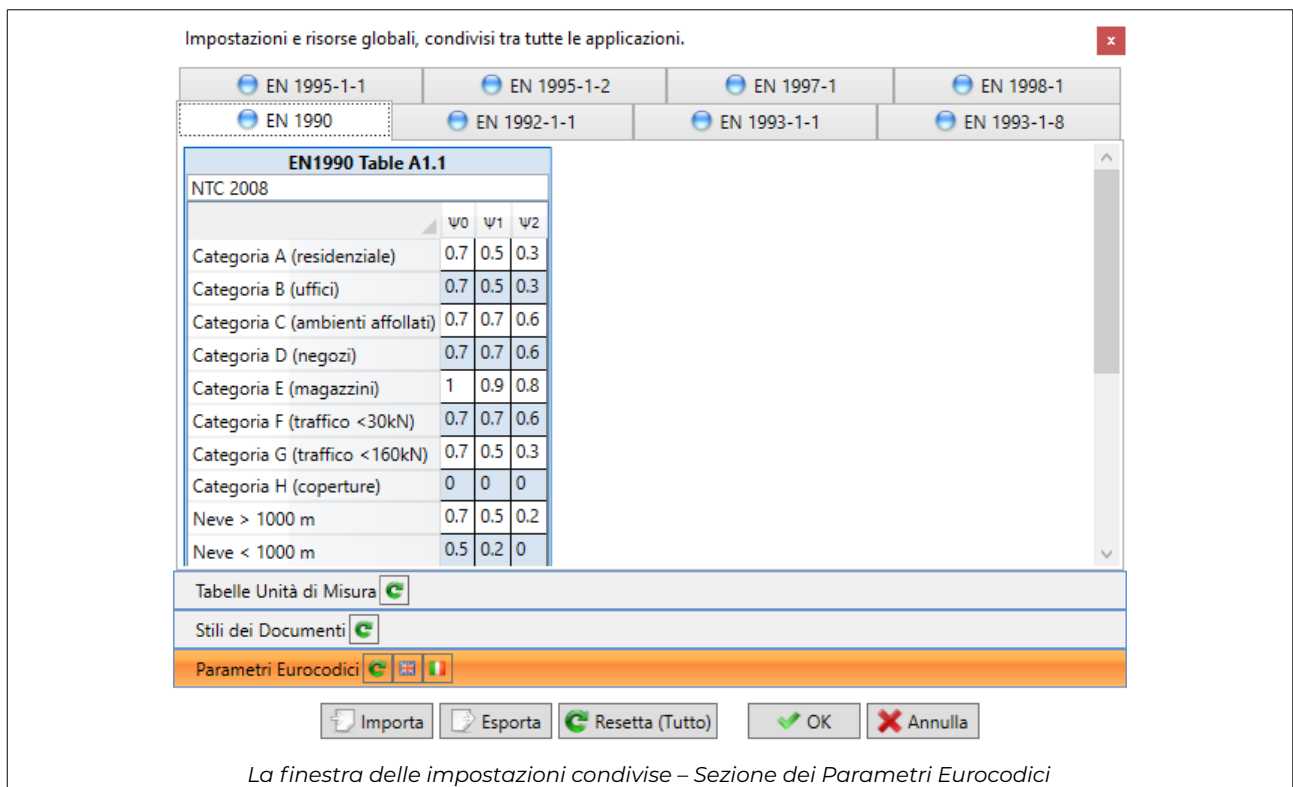 Impostazioni e risorse globali, condivisi tra tutte le applicazioni.
x
EN 1995-1-1 EN 1995-1-2 EN 1997-1 EN 1998-1
EN 1990 EN 1992-1-1 EN 1993-1-1 EN 1993-1-8
EN1990 Table A1.1
NTC 2008
Ψ0 Ψ1 Ψ2
Categoria A (residenziale) 0.7 0.5 0.3
Categoria B (uffici) 0.7 0.5 0.3
Categoria C (ambienti affollati) 0.7 0.7 0.6
Categoria D (negozi) 0.7 0.7 0.6
Categoria E (magazzini) 1 0.9 0.8
Categoria F (traffico <30kN) 0.7 0.7 0.6
Categoria G (traffico <160kN) 0.7 0.5 0.3
Categoria H (coperture) 0 0 0
Neve > 1000 m 0.7 0.5 0.2
Neve < 1000 m 0.5 0.2 0
Tabelle Unità di Misura
Stili dei Documenti
Parametri Eurocodici
Importa Esporta Resetta (Tutto) OK Annulla
La finestra delle impostazioni condivise – Sezione dei Parametri Eurocodici